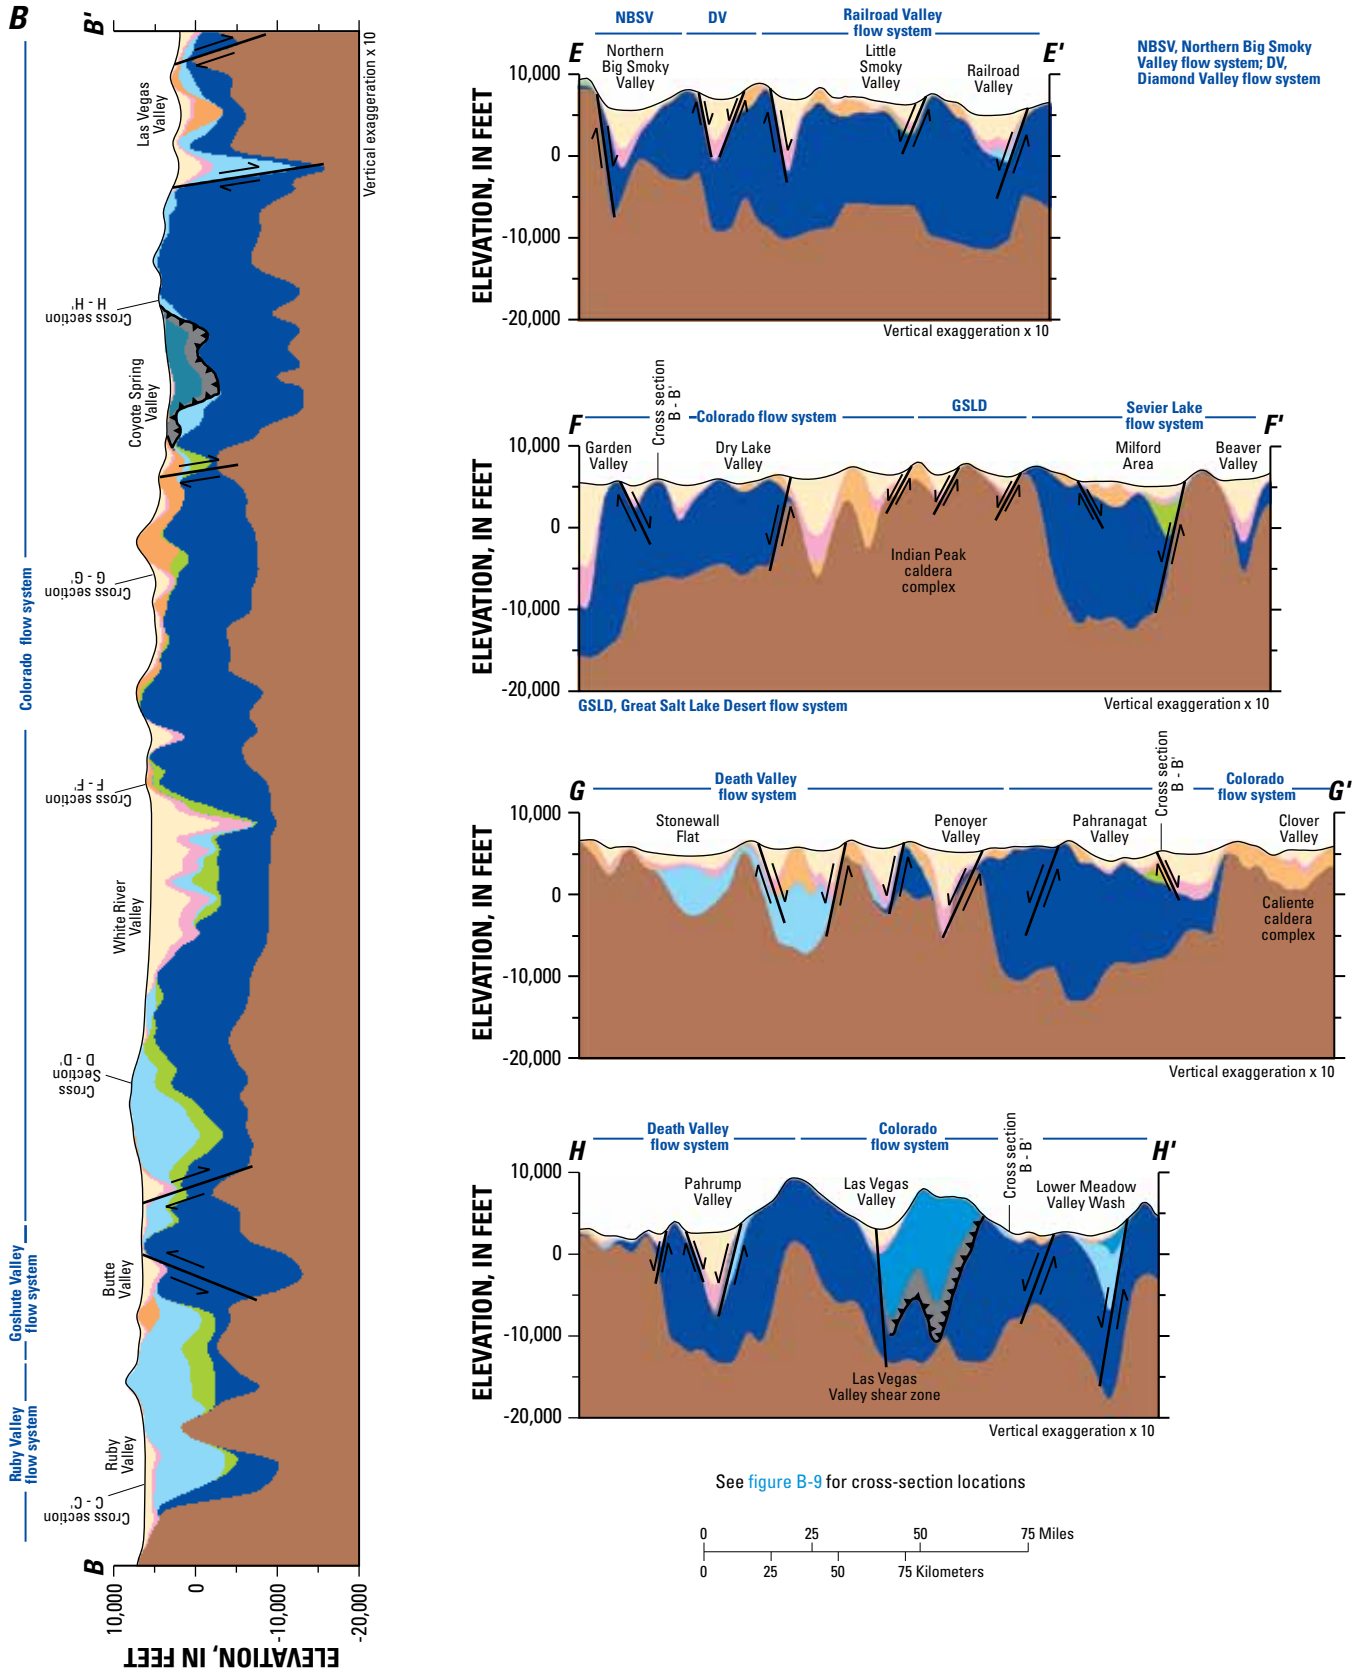 B
B'
ELEVATION, IN FEET
10,000
0
-10,000
-20,000
Vertical exaggeration x 10
Ruby Valley
flow system
Goshute Valley
flow system
Colorado flow system
Cross section
C - C'
Ruby
Valley
Butte
Valley
Cross
Section
D - D'
White River
Valley
Cross section
F - F'
Cross section
G - G'
Coyote Spring
Valley
Cross section
H - H'
Las Vegas
Valley
NBSV
DV
Railroad Valley
flow system
E
E'
Northern
Big Smoky
Valley
Little
Smoky
Valley
Railroad
Valley
ELEVATION, IN FEET
10,000
0
-10,000
-20,000
Vertical exaggeration x 10
NBSV, Northern Big Smoky
Valley flow system; DV,
Diamond Valley flow system
F
F'
Colorado flow system
GSLD
Sevier Lake
flow system
Garden
Valley
Cross section
B - B'
Dry Lake
Valley
Milford
Area
Beaver
Valley
Indian Peak
caldera
complex
ELEVATION, IN FEET
10,000
0
-10,000
-20,000
GSLD, Great Salt Lake Desert flow system
Vertical exaggeration x 10
G
G'
Death Valley
flow system
Colorado
flow system
Stonewall
Flat
Penoyer
Valley
Pahranagat
Valley
Cross section
B - B'
Clover
Valley
Caliente
caldera
complex
ELEVATION, IN FEET
10,000
0
-10,000
-20,000
Vertical exaggeration x 10
H
H'
Death Valley
flow system
Colorado
flow system
Pahrump
Valley
Las Vegas
Valley
Cross section
B - B'
Lower Meadow
Valley Wash
Las Vegas
Valley shear zone
ELEVATION, IN FEET
10,000
0
-10,000
-20,000
Vertical exaggeration x 10
See figure B-9 for cross-section locations
0 25 50 75 Miles
0 25 50 75 Kilometers